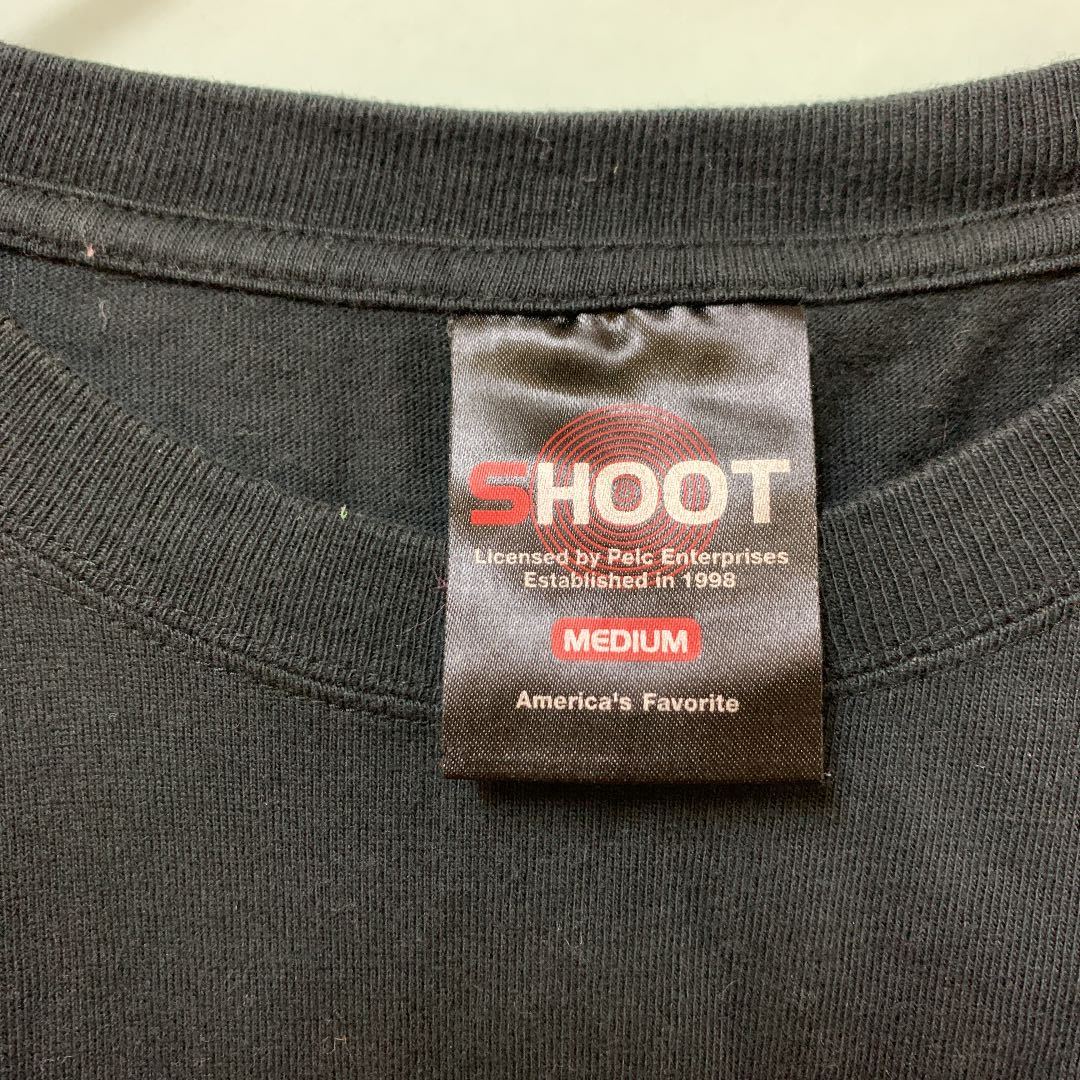 SHOOT
Licensed by Pelc Enterprises
Established in 1998
MEDIUM
America's Favorite